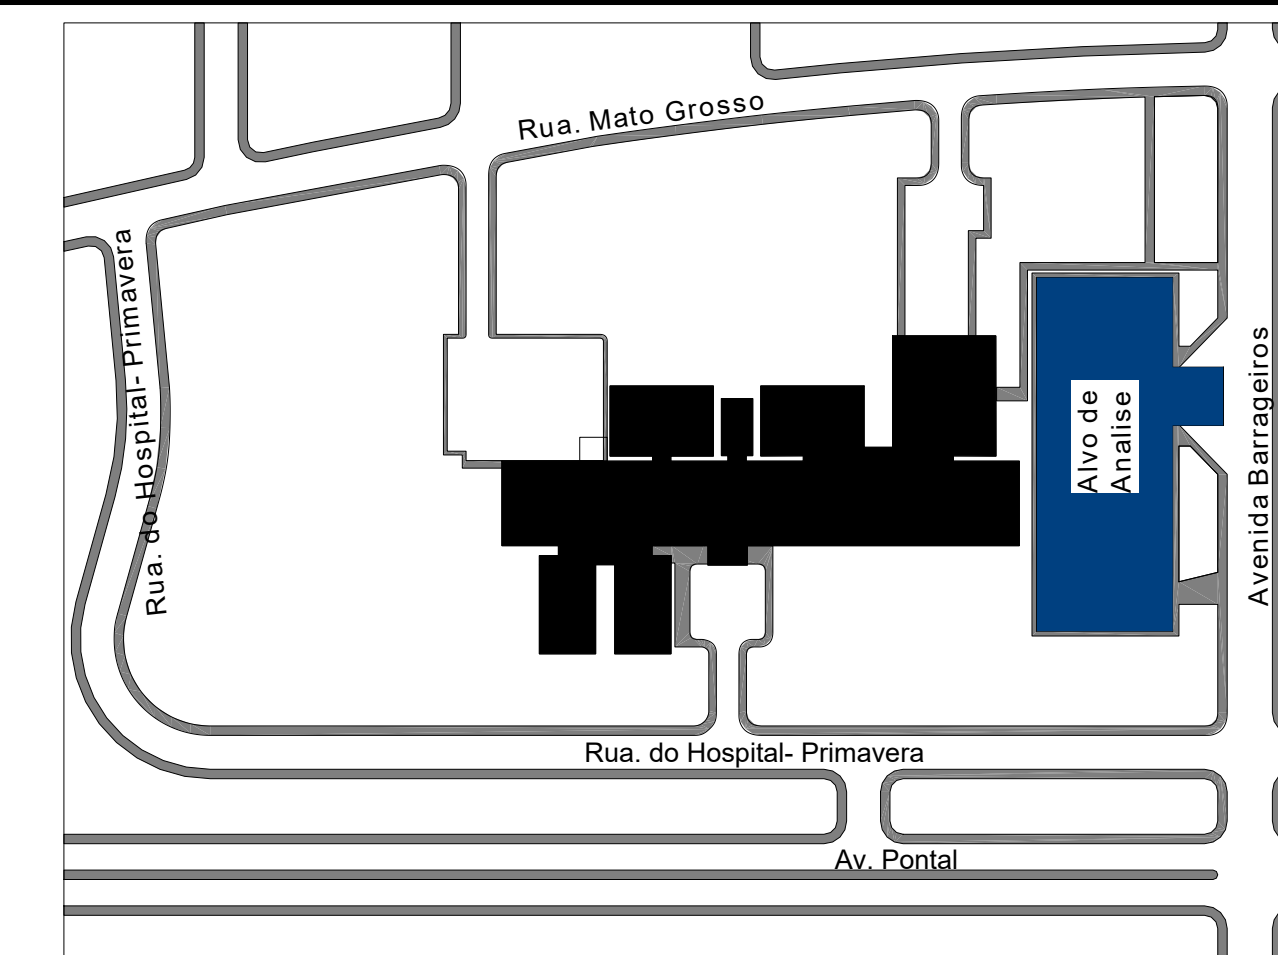 Rua. Mato Grosso
Rua. do Hospital- Primavera
Alvo de
Analise
Avenida Barrageiros
Rua. do Hospital- Primavera
Av. Pontal